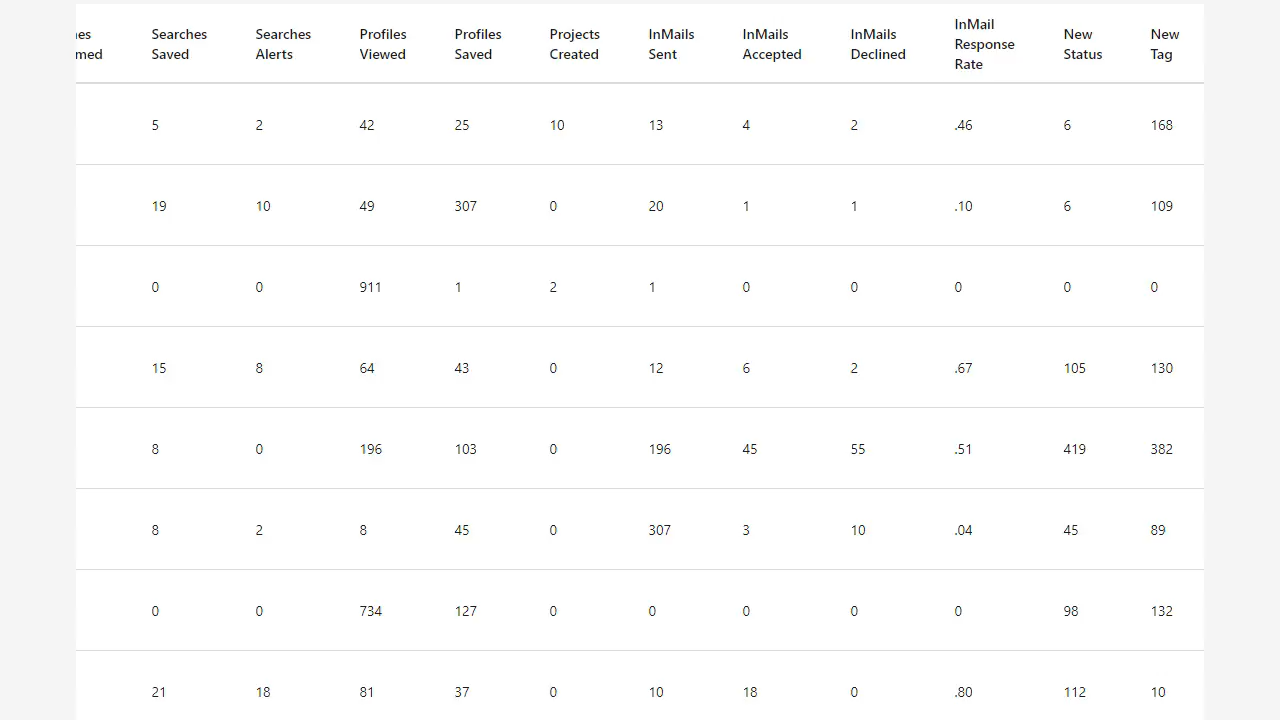 Searches Saved Searches Alerts Profiles Viewed Profiles Saved Projects Created InMails Sent InMails Accepted InMails Declined InMail Response Rate New Status New Tag
5 2 42 25 10 13 4 2 .46 6 168
19 10 49 307 0 20 1 1 .10 6 109
0 0 911 1 2 1 0 0 0 0 0
15 8 64 43 0 12 6 2 .67 105 130
8 0 196 103 0 196 45 55 .51 419 382
8 2 8 45 0 307 3 10 .04 45 89
0 0 734 127 0 0 0 0 0 98 132
21 18 81 37 0 10 18 0 .80 112 10